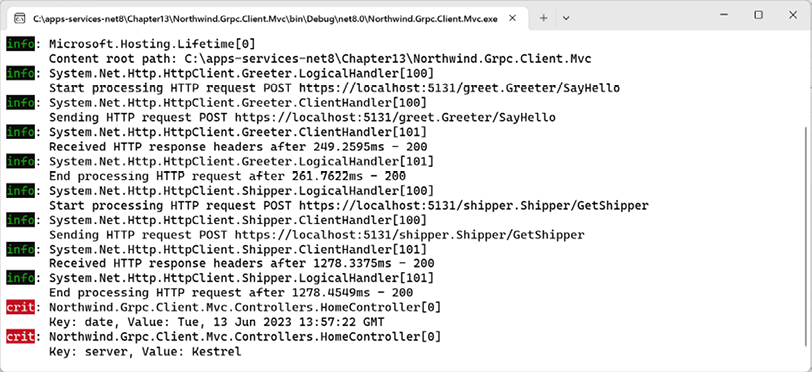 C:\apps-services-net8\Chapter13\Northwind.Grpc.Client.Mvc\bin\Debug\net8.0\Northwind.Grpc.Client.Mvc.exe
info: Microsoft.Hosting.Lifetime[0]
Content root path: C:\apps-services-net8\Chapter13\Northwind.Grpc.Client.Mvc
info: System.Net.Http.HttpClient.Greeter.LogicalHandler[100]
Start processing HTTP request POST https://localhost:5131/greet.Greeter/SayHello
info: System.Net.Http.HttpClient.Greeter.ClientHandler[100]
Sending HTTP request POST https://localhost:5131/greet.Greeter/SayHello
info: System.Net.Http.HttpClient.Greeter.ClientHandler[101]
Received HTTP response headers after 249.2595ms - 200
info: System.Net.Http.HttpClient.Greeter.LogicalHandler[101]
End processing HTTP request after 261.7622ms - 200
info: System.Net.Http.HttpClient.Shipper.LogicalHandler[100]
Start processing HTTP request POST https://localhost:5131/shipper.Shipper/GetShipper
info: System.Net.Http.HttpClient.Shipper.ClientHandler[100]
Sending HTTP request POST https://localhost:5131/shipper.Shipper/GetShipper
info: System.Net.Http.HttpClient.Shipper.ClientHandler[101]
Received HTTP response headers after 1278.3375ms - 200
info: System.Net.Http.HttpClient.Shipper.LogicalHandler[101]
End processing HTTP request after 1278.4549ms - 200
crit: Northwind.Grpc.Client.Mvc.Controllers.HomeController[0]
Key: date, Value: Tue, 13 Jun 2023 13:57:22 GMT
crit: Northwind.Grpc.Client.Mvc.Controllers.HomeController[0]
Key: server, Value: Kestrel